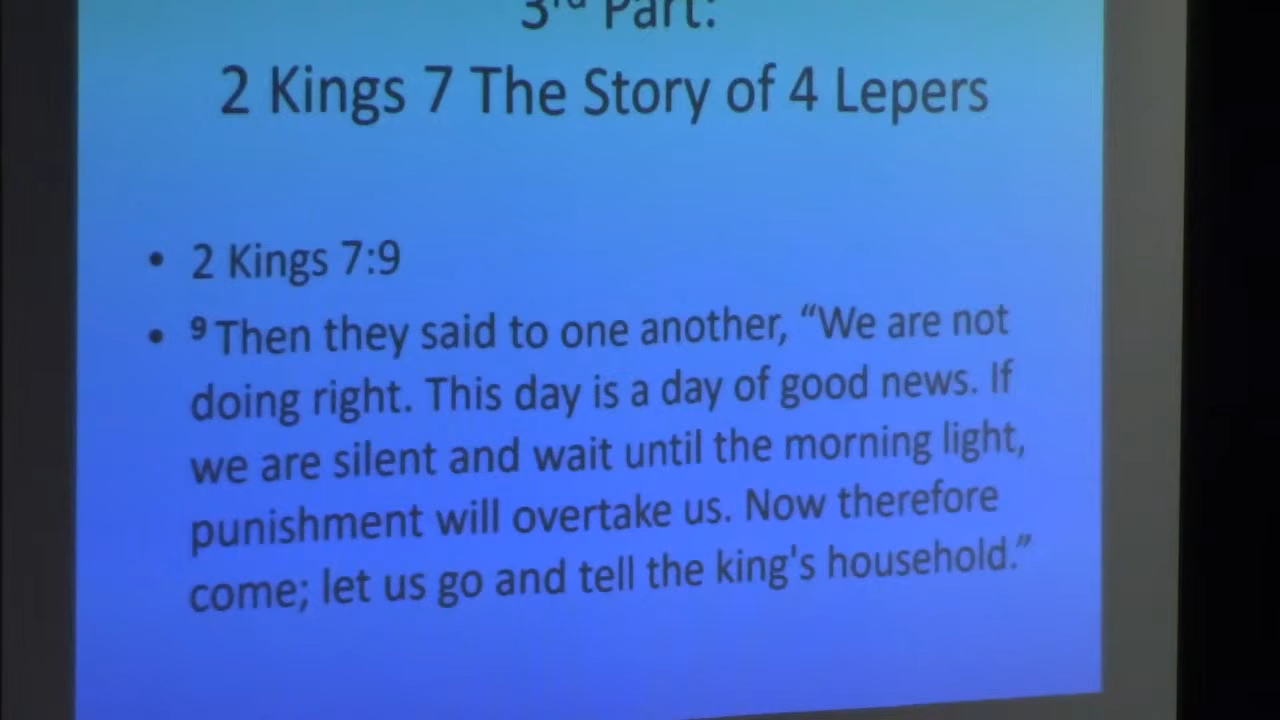 3rd Part:
2 Kings 7 The Story of 4 Lepers
• 2 Kings 7:9
• 9 Then they said to one another, “We are not
doing right. This day is a day of good news. If
we are silent and wait until the morning light,
punishment will overtake us. Now therefore
come; let us go and tell the king's household.”